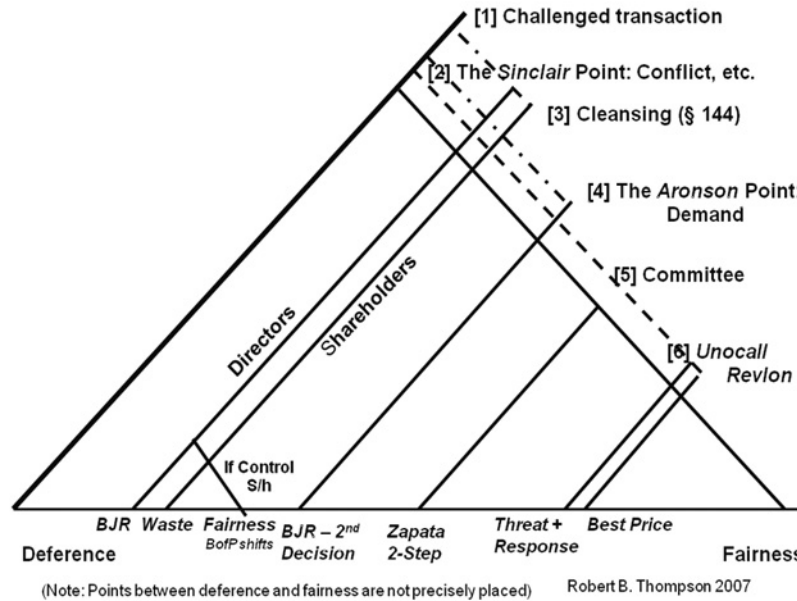 [1] Challenged transaction
[2] The Sinclair Point: Conflict, etc.
[3] Cleansing (§ 144)
[4] The Aronson Point:
Demand
[5] Committee
[6] Unocall
Revlon
Directors
Shareholders
If Control
S/h
BJR
Waste
Fairness
BofP shifts
BJR – 2nd
Decision
Zapata
2-Step
Threat +
Response
Best Price
Deference
Fairness
(Note: Points between deference and fairness are not precisely placed)
Robert B. Thompson 2007